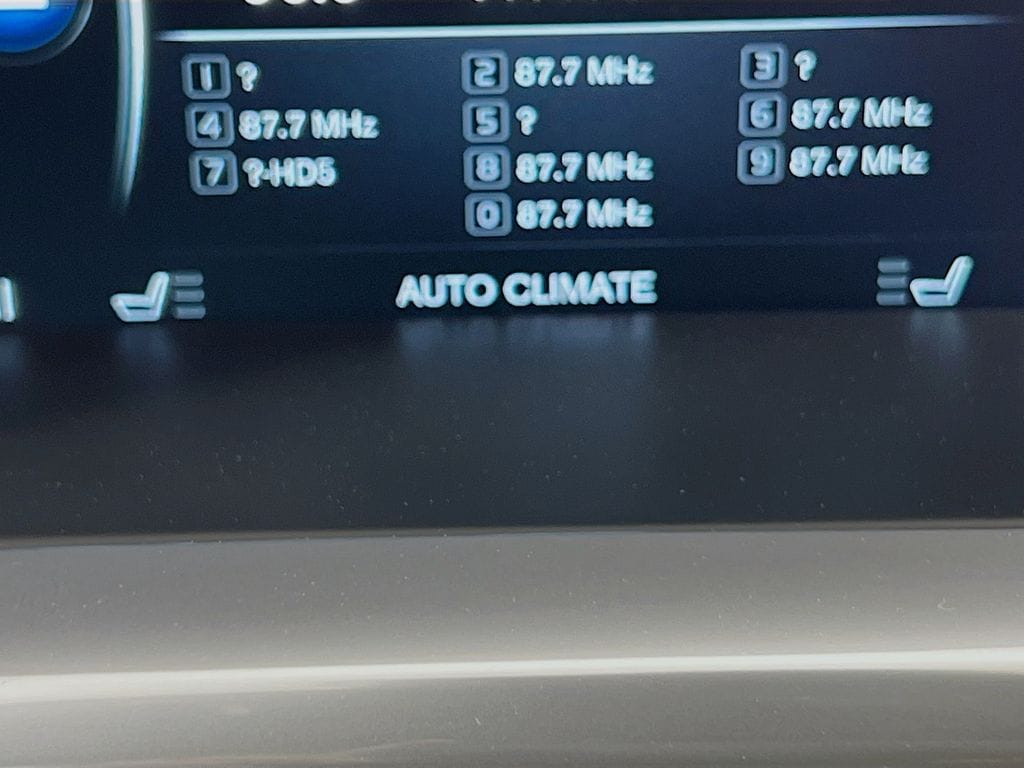 1 ? 2 87.7 MHz 3 ?
4 87.7 MHz 5 ? 6 87.7 MHz
7 ?-HD5 8 87.7 MHz 9 87.7 MHz
0 87.7 MHz
AUTO CLIMATE